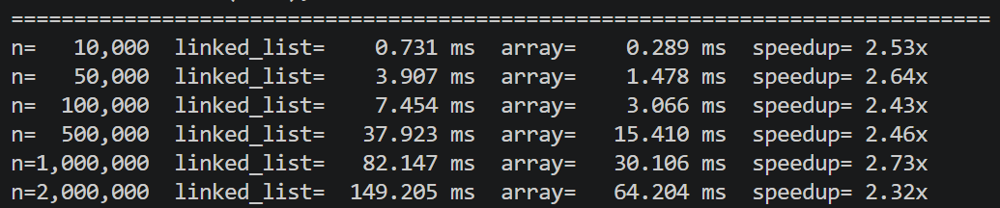 ==============================================================================
n=   10,000  linked_list=    0.731 ms  array=    0.289 ms  speedup= 2.53x
n=   50,000  linked_list=    3.907 ms  array=    1.478 ms  speedup= 2.64x
n=  100,000  linked_list=    7.454 ms  array=    3.066 ms  speedup= 2.43x
n=  500,000  linked_list=   37.923 ms  array=   15.410 ms  speedup= 2.46x
n=1,000,000  linked_list=   82.147 ms  array=   30.106 ms  speedup= 2.73x
n=2,000,000  linked_list=  149.205 ms  array=   64.204 ms  speedup= 2.32x